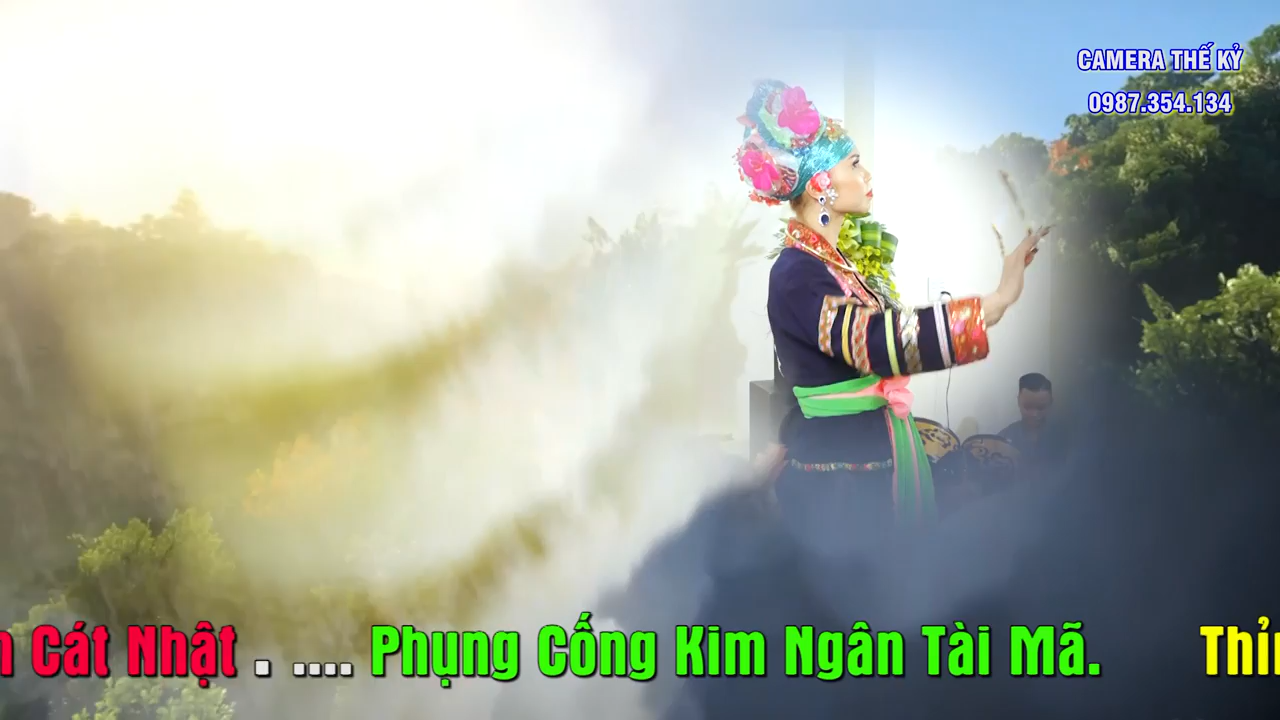 CAMERA THẾ KỶ
0987.354.134
Cát Nhật . .... Phụng Cống Kim Ngân Tài Mã.